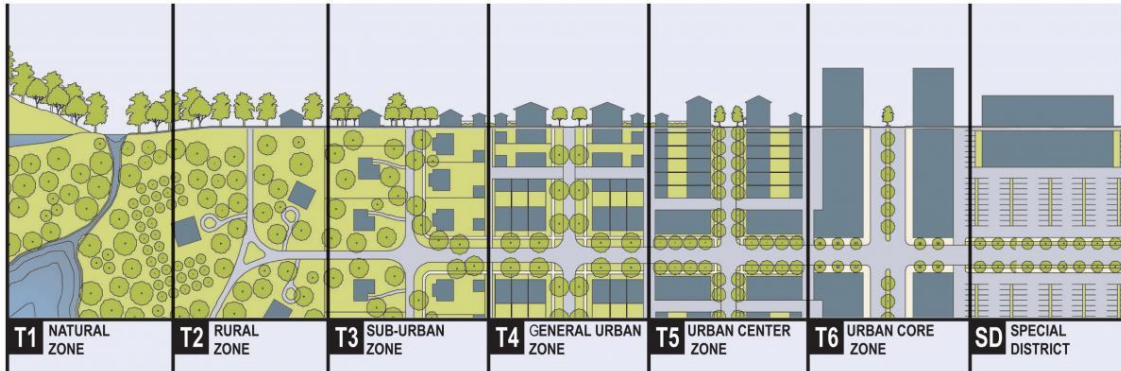 T1 NATURAL
ZONE
T2 RURAL
ZONE
T3 SUB-URBAN
ZONE
T4 GENERAL URBAN
ZONE
T5 URBAN CENTER
ZONE
T6 URBAN CORE
ZONE
SD SPECIAL
DISTRICT